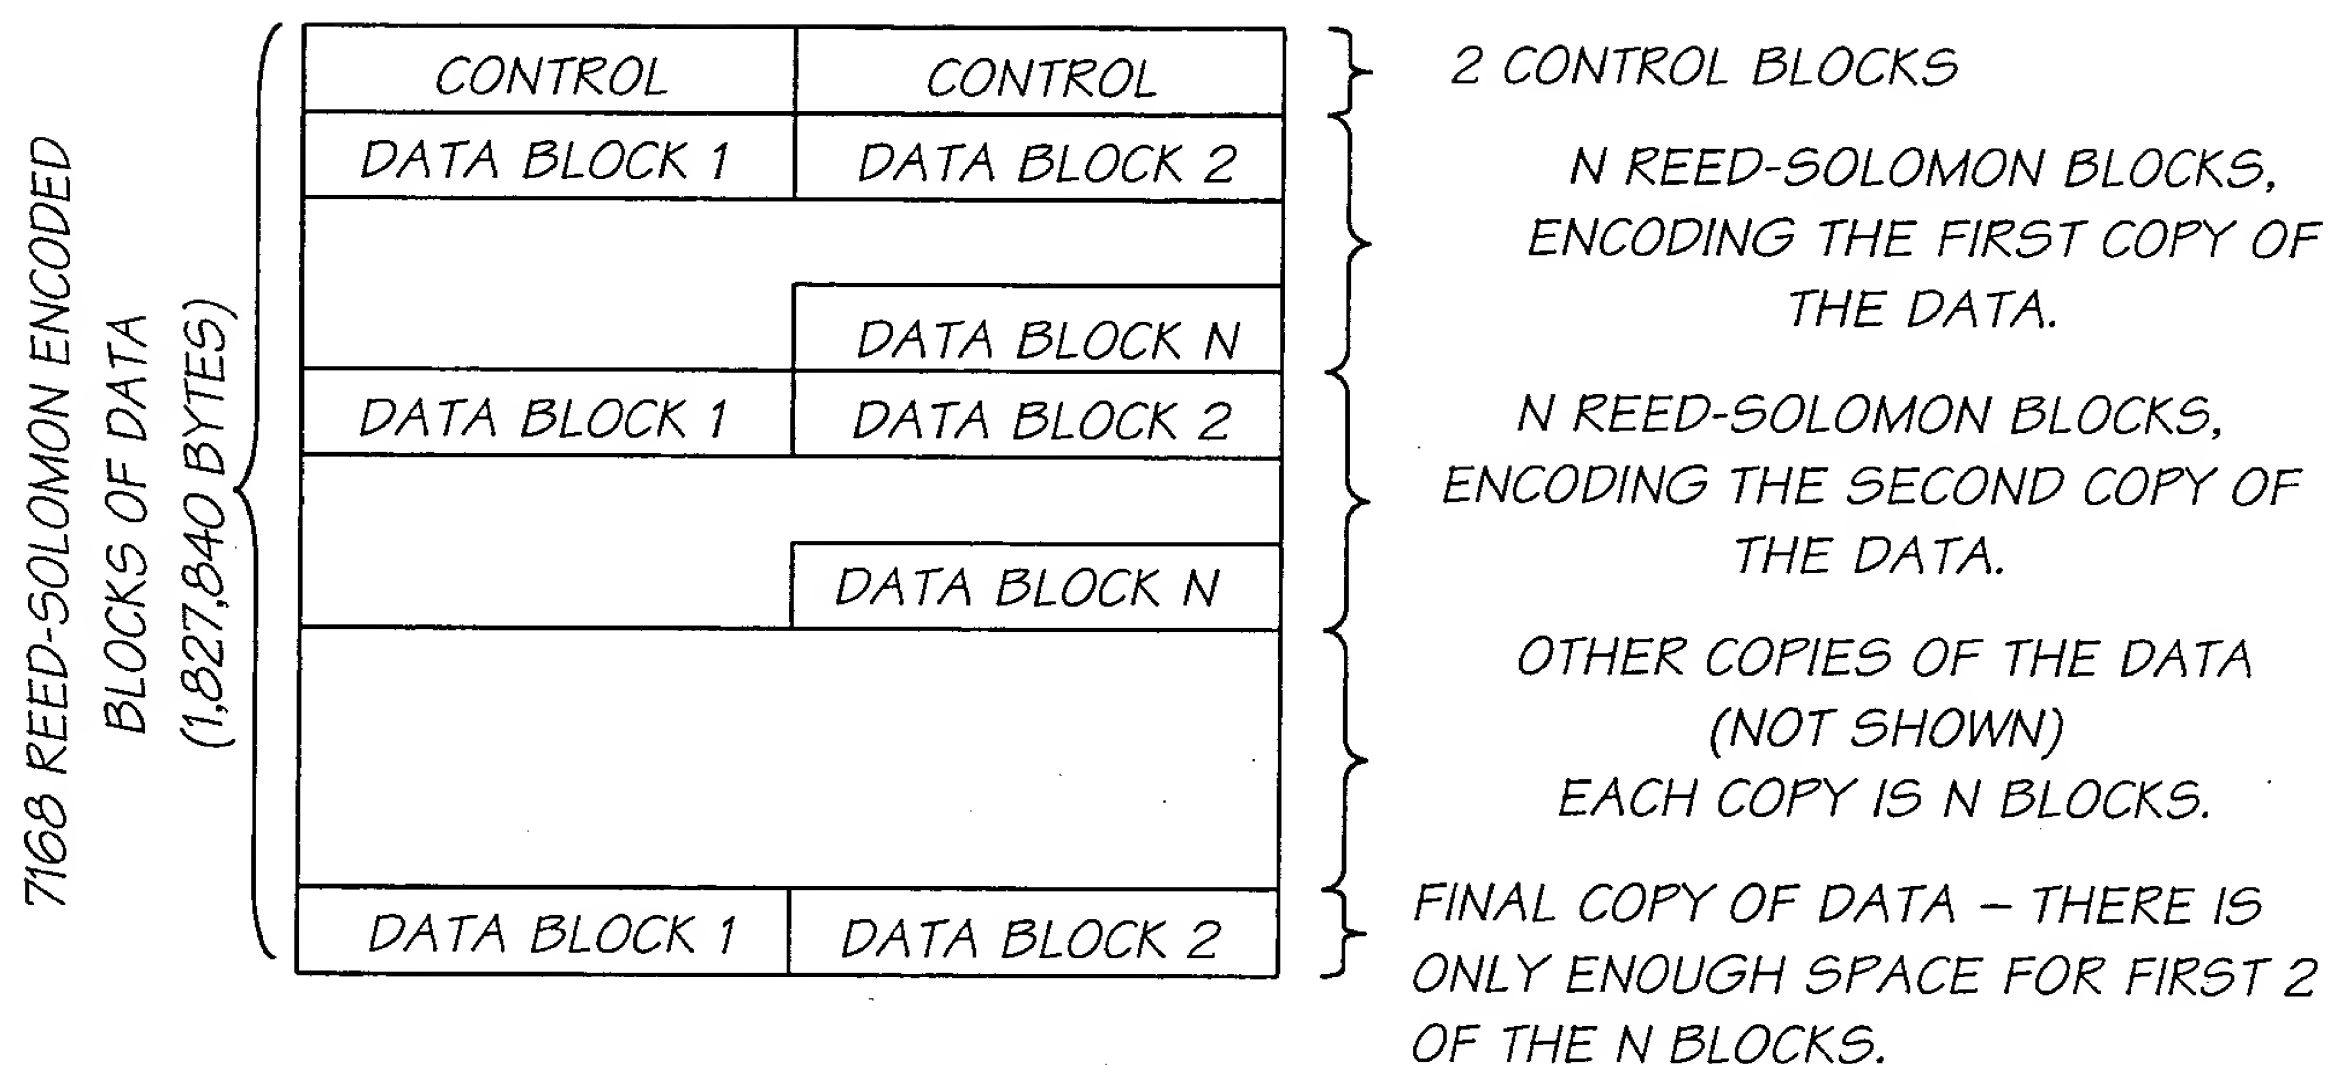 7168 REED-SOLOMON ENCODED
BLOCKS OF DATA
(1,827,840 BYTES)
CONTROL CONTROL
2 CONTROL BLOCKS
DATA BLOCK 1 DATA BLOCK 2
DATA BLOCK N
N REED-SOLOMON BLOCKS,
ENCODING THE FIRST COPY OF
THE DATA.
DATA BLOCK 1 DATA BLOCK 2
DATA BLOCK N
N REED-SOLOMON BLOCKS,
ENCODING THE SECOND COPY OF
THE DATA.
OTHER COPIES OF THE DATA
(NOT SHOWN)
EACH COPY IS N BLOCKS.
DATA BLOCK 1 DATA BLOCK 2
FINAL COPY OF DATA – THERE IS
ONLY ENOUGH SPACE FOR FIRST 2
OF THE N BLOCKS.